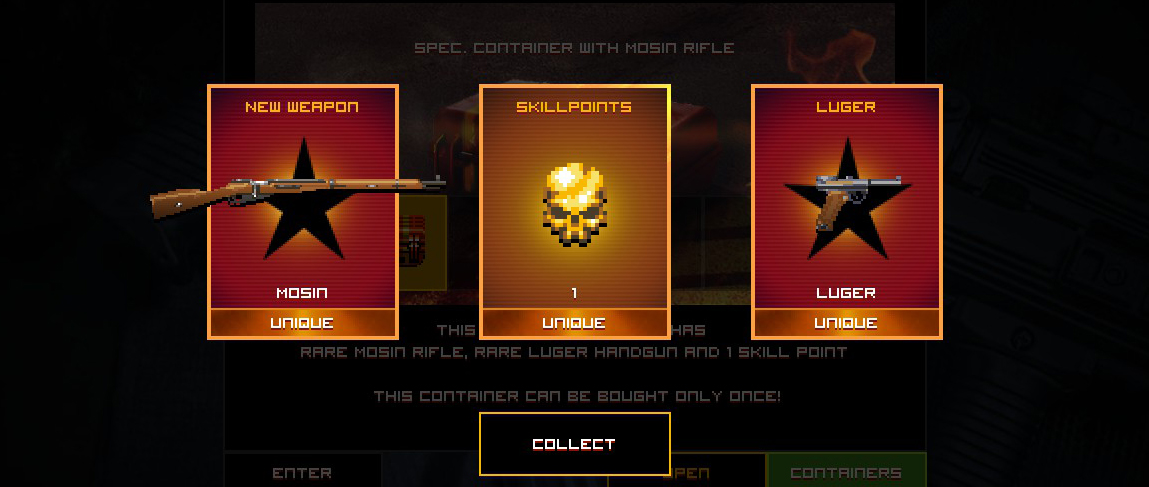 SPEC. CONTAINER WITH MOSIN RIFLE
NEW WEAPON
SKILLPOINTS
LUGER
MOSIN
1
LUGER
UNIQUE
UNIQUE
UNIQUE
THIS HAS
RARE MOSIN RIFLE, RARE LUGER HANDGUN AND 1 SKILL POINT
THIS CONTAINER CAN BE BOUGHT ONLY ONCE!
COLLECT
ENTER
OPEN
CONTAINERS